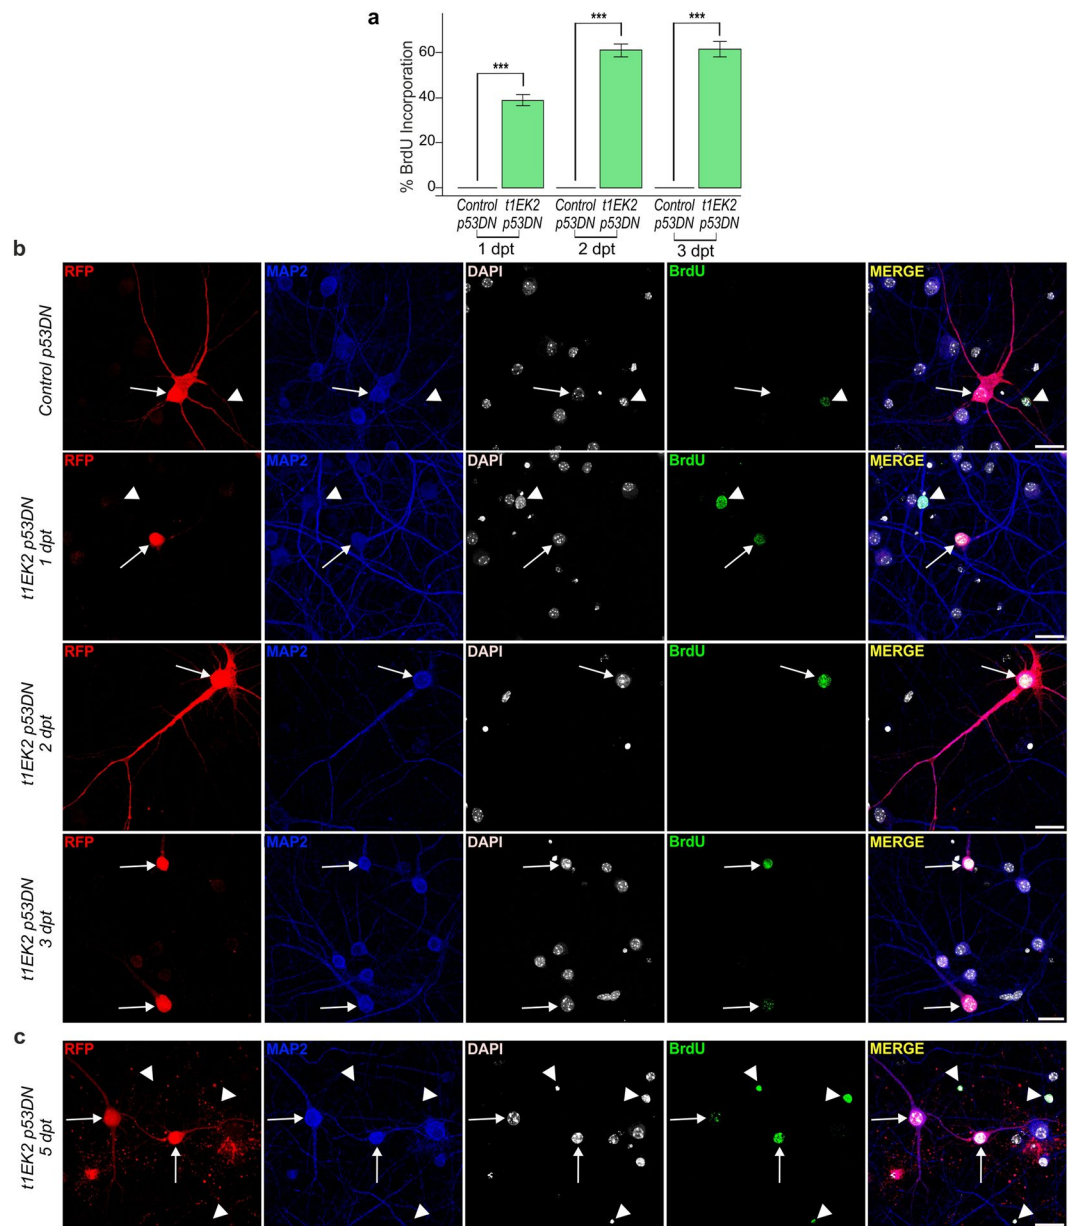 a
% BrdU Incorporation
60
40
20
0
***
***
***
Control t1EK2 Control t1EK2 Control t1EK2
p53DN p53DN p53DN p53DN p53DN p53DN
1 dpt 2 dpt 3 dpt
b
Control p53DN
RFP MAP2 DAPI BrdU MERGE
t1EK2 p53DN
1 dpt
RFP MAP2 DAPI BrdU MERGE
t1EK2 p53DN
2 dpt
RFP MAP2 DAPI BrdU MERGE
t1EK2 p53DN
3 dpt
RFP MAP2 DAPI BrdU MERGE
c
t1EK2 p53DN
5 dpt
RFP MAP2 DAPI BrdU MERGE